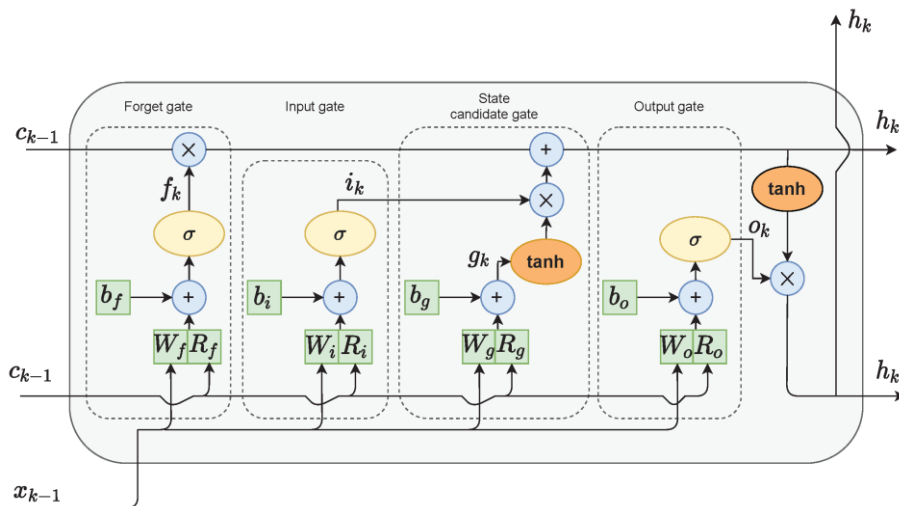 h_k
Forget gate
Input gate
State
candidate gate
Output gate
c_{k-1}
h_k
×
+
f_k
i_k
×
tanh
σ
σ
g_k
tanh
σ
o_k
×
b_f
+
b_i
+
b_g
+
b_o
+
W_f R_f
W_i R_i
W_g R_g
W_o R_o
c_{k-1}
h_k
x_{k-1}